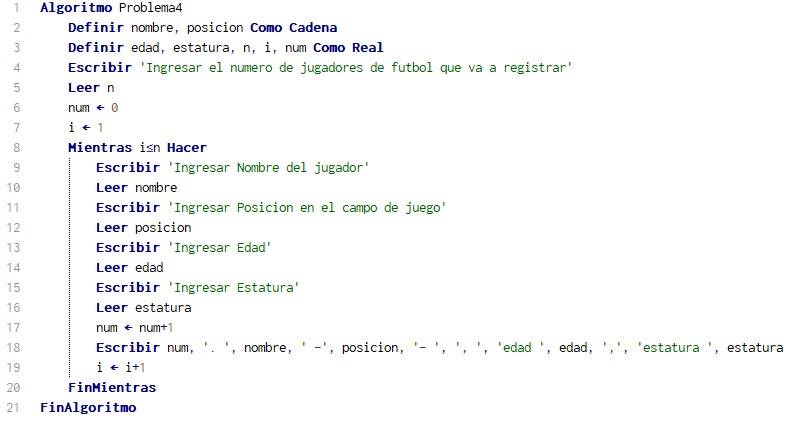 1 Algoritmo Problema4
2 Definir nombre, posicion Como Cadena
3 Definir edad, estatura, n, i, num Como Real
4 Escribir 'Ingresar el numero de jugadores de futbol que va a registrar'
5 Leer n
6 num ← 0
7 i ← 1
8 Mientras i≤n Hacer
9 Escribir 'Ingresar Nombre del jugador'
10 Leer nombre
11 Escribir 'Ingresar Posicion en el campo de juego'
12 Leer posicion
13 Escribir 'Ingresar Edad'
14 Leer edad
15 Escribir 'Ingresar Estatura'
16 Leer estatura
17 num ← num+1
18 Escribir num, '. ', nombre, ' -', posicion, '- ', ', ', 'edad ', edad, ',', 'estatura ', estatura
19 i ← i+1
20 FinMientras
21 FinAlgoritmo